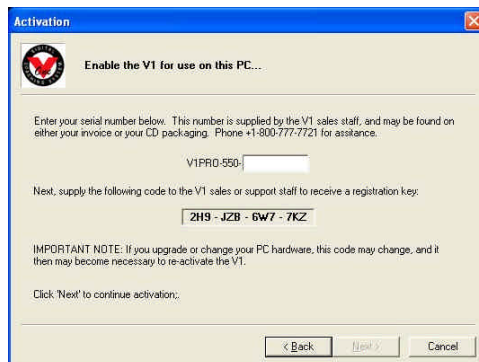 Activation
Enable the V1 for use on this PC...
Enter your serial number below. This number is supplied by the V1 sales staff, and may be found on
either your invoice or your CD packaging. Phone +1-800-777-7721 for assitance.
V1PRO-550-
Next, supply the following code to the V1 sales or support staff to receive a registration key:
2H9 - JZB - 6W7 - 7KZ
IMPORTANT NOTE: If you upgrade or change your PC hardware, this code may change, and it
then may become necessary to re-activate the V1.
Click 'Next' to continue activation;.
< Back
Next >
Cancel